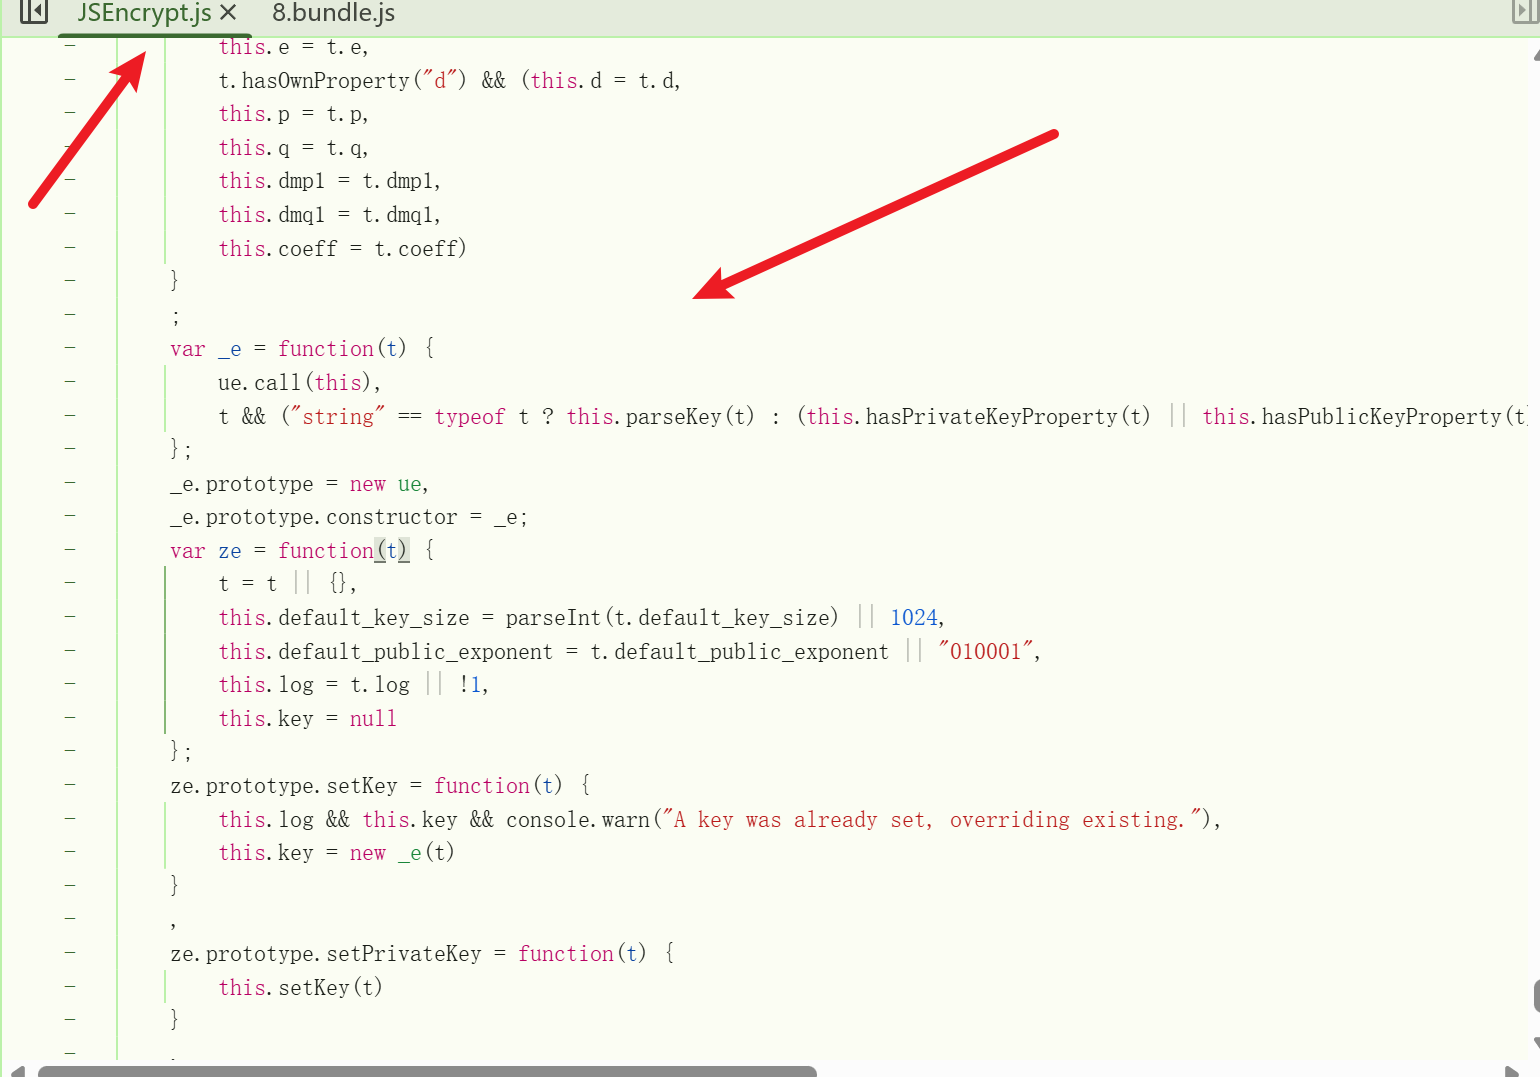 JSEncrypt.js × 8.bundle.js
this.e = t.e,
t.hasOwnProperty("d") && (this.d = t.d,
this.p = t.p,
this.q = t.q,
this.dmp1 = t.dmp1,
this.dmq1 = t.dmq1,
this.coeff = t.coeff)
}
;
var _e = function(t) {
ue.call(this),
t && ("string" == typeof t ? this.parseKey(t) : (this.hasPrivateKeyProperty(t) || this.hasPublicKeyProperty(t)
};
_e.prototype = new ue,
_e.prototype.constructor = _e;
var ze = function(t) {
t = t || {},
this.default_key_size = parseInt(t.default_key_size) || 1024,
this.default_public_exponent = t.default_public_exponent || "010001",
this.log = t.log || !1,
this.key = null
};
ze.prototype.setKey = function(t) {
this.log && this.key && console.warn("A key was already set, overriding existing."),
this.key = new _e(t)
}
,
ze.prototype.setPrivateKey = function(t) {
this.setKey(t)
}